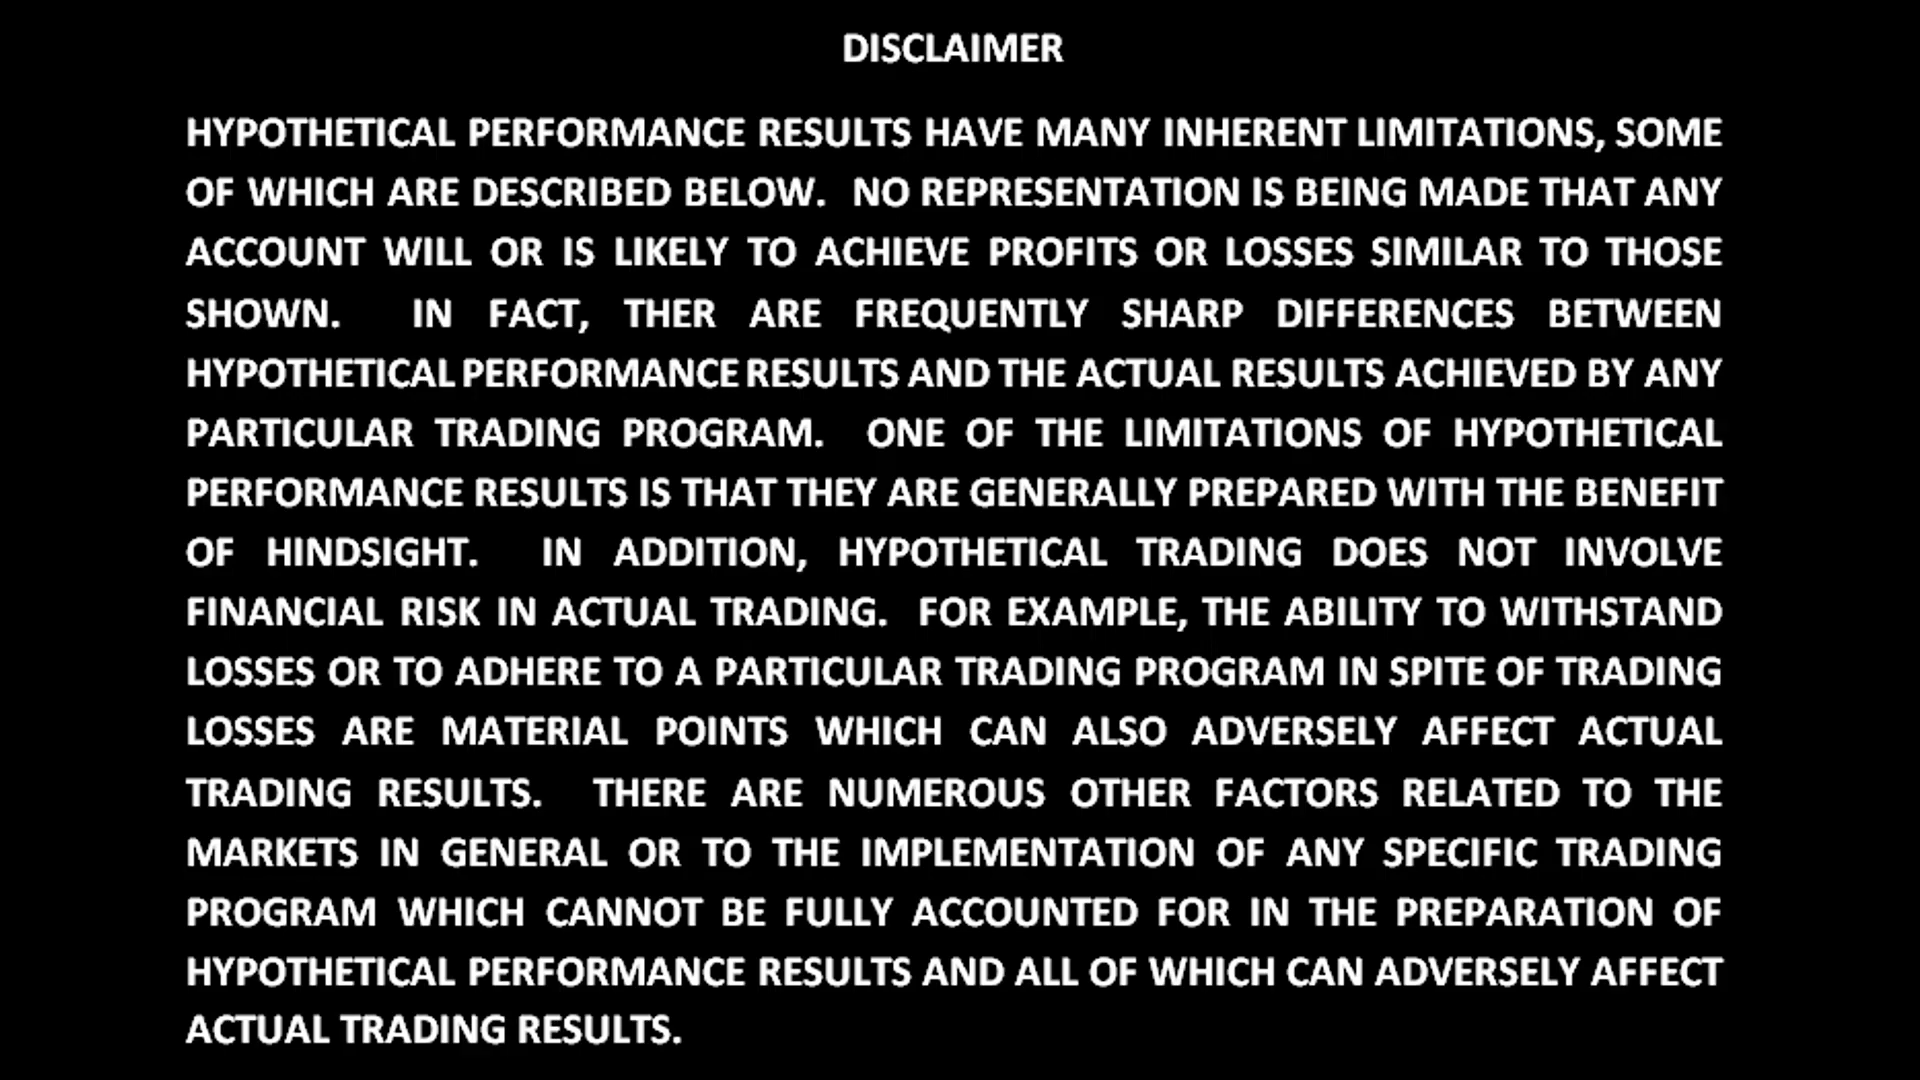 DISCLAIMER
HYPOTHETICAL PERFORMANCE RESULTS HAVE MANY INHERENT LIMITATIONS, SOME
OF WHICH ARE DESCRIBED BELOW.  NO REPRESENTATION IS BEING MADE THAT ANY
ACCOUNT WILL OR IS LIKELY TO ACHIEVE PROFITS OR LOSSES SIMILAR TO THOSE
SHOWN.  IN FACT, THER ARE FREQUENTLY SHARP DIFFERENCES BETWEEN
HYPOTHETICAL PERFORMANCE RESULTS AND THE ACTUAL RESULTS ACHIEVED BY ANY
PARTICULAR TRADING PROGRAM.  ONE OF THE LIMITATIONS OF HYPOTHETICAL
PERFORMANCE RESULTS IS THAT THEY ARE GENERALLY PREPARED WITH THE BENEFIT
OF HINDSIGHT.  IN ADDITION, HYPOTHETICAL TRADING DOES NOT INVOLVE
FINANCIAL RISK IN ACTUAL TRADING.  FOR EXAMPLE, THE ABILITY TO WITHSTAND
LOSSES OR TO ADHERE TO A PARTICULAR TRADING PROGRAM IN SPITE OF TRADING
LOSSES ARE MATERIAL POINTS WHICH CAN ALSO ADVERSELY AFFECT ACTUAL
TRADING RESULTS.  THERE ARE NUMEROUS OTHER FACTORS RELATED TO THE
MARKETS IN GENERAL OR TO THE IMPLEMENTATION OF ANY SPECIFIC TRADING
PROGRAM WHICH CANNOT BE FULLY ACCOUNTED FOR IN THE PREPARATION OF
HYPOTHETICAL PERFORMANCE RESULTS AND ALL OF WHICH CAN ADVERSELY AFFECT
ACTUAL TRADING RESULTS.